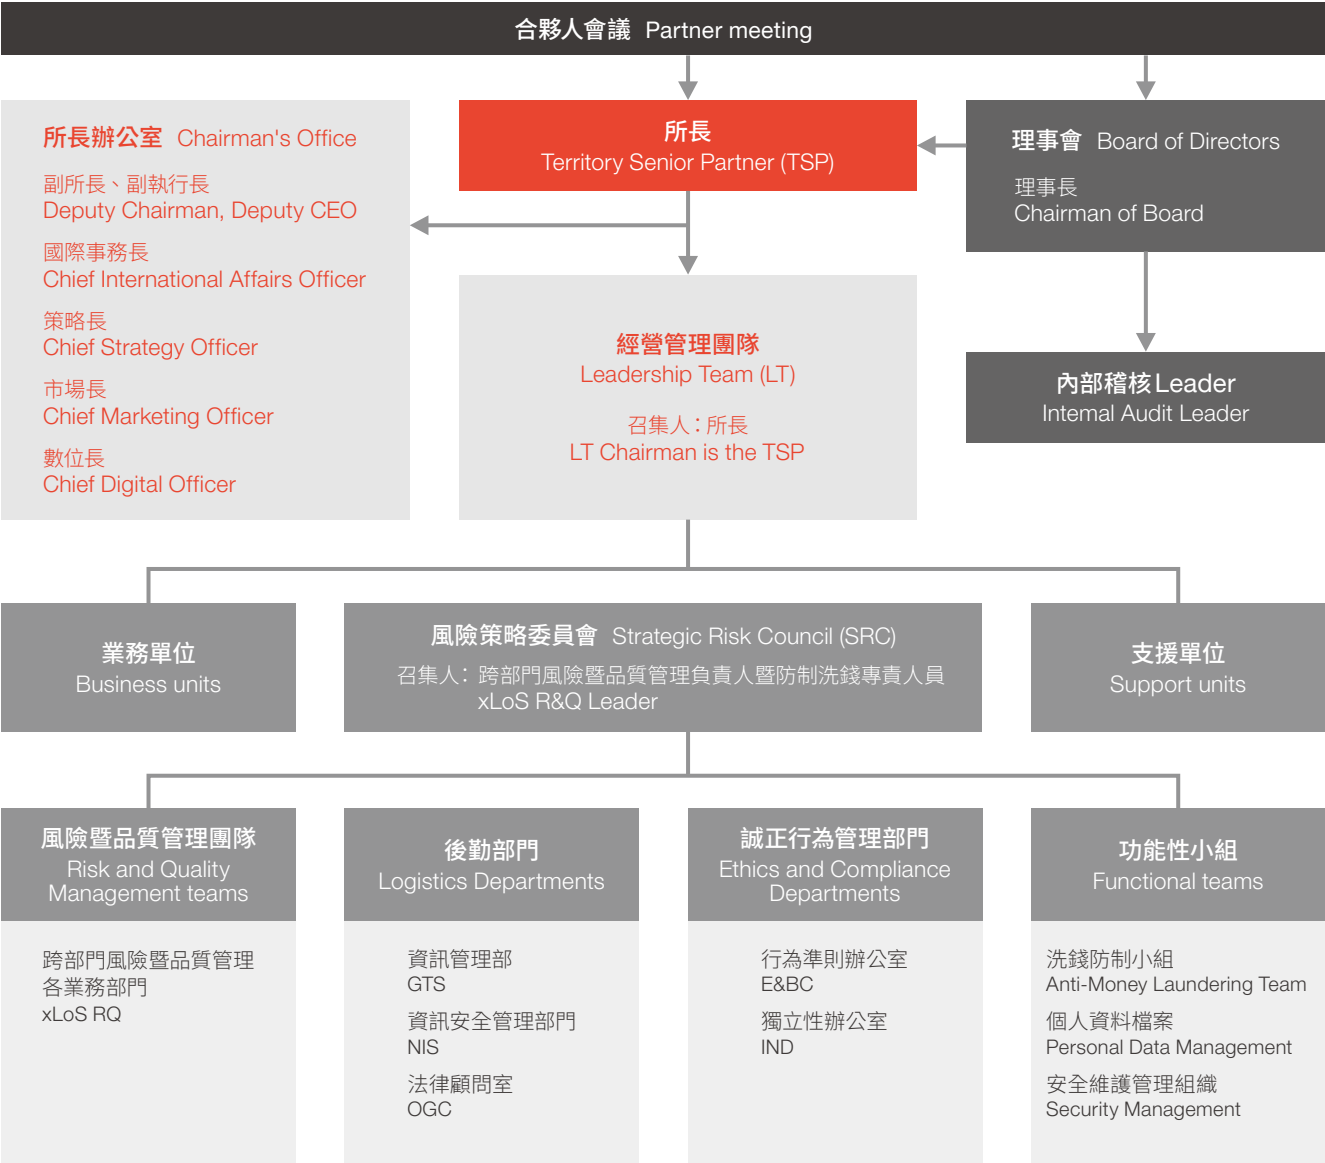 合夥人會議 Partner meeting
所長辦公室 Chairman's Office
副所長、副執行長
Deputy Chairman, Deputy CEO
國際事務長
Chief International Affairs Officer
策略長
Chief Strategy Officer
市場長
Chief Marketing Officer
數位長
Chief Digital Officer
所長
Territory Senior Partner (TSP)
理事會 Board of Directors
理事長
Chairman of Board
經營管理團隊
Leadership Team (LT)
召集人：所長
LT Chairman is the TSP
內部稽核Leader
Internal Audit Leader
業務單位
Business units
風險策略委員會 Strategic Risk Council (SRC)
召集人：跨部門風險暨品質管理負責人暨防制洗錢專責人員
xLoS R&Q Leader
支援單位
Support units
風險暨品質管理團隊
Risk and Quality
Management teams
跨部門風險暨品質管理
各業務部門
xLoS RQ
後勤部門
Logistics Departments
資訊管理部
GTS
資訊安全管理部門
NIS
法律顧問室
OGC
誠正行為管理部門
Ethics and Compliance
Departments
行為準則辦公室
E&BC
獨立性辦公室
IND
功能性小組
Functional teams
洗錢防制小組
Anti-Money Laundering Team
個人資料檔案
Personal Data Management
安全維護管理組織
Security Management